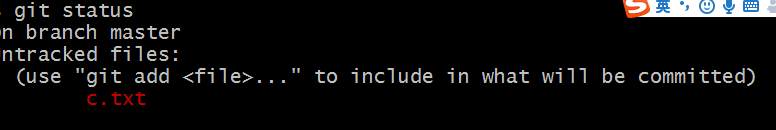 git status
n branch master
ntracked files:
(use "git add <file>..." to include in what will be committed)
c.txt
英